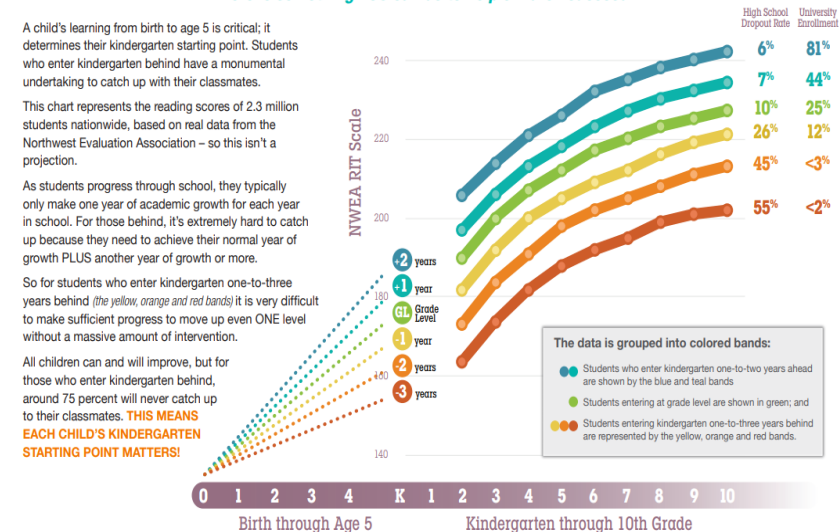 A child's learning from birth to age 5 is critical; it
determines their kindergarten starting point. Students
who enter kindergarten behind have a monumental
undertaking to catch up with their classmates.
This chart represents the reading scores of 2.3 million
students nationwide, based on real data from the
Northwest Evaluation Association – so this isn't a
projection.
As students progress through school, they typically
only make one year of academic growth for each year
in school. For those behind, it's extremely hard to catch
up because they need to achieve their normal year of
growth PLUS another year of growth or more.
So for students who enter kindergarten one-to-three
years behind (the yellow, orange and red bands) it is very difficult
to make sufficient progress to move up even ONE level
without a massive amount of intervention.
All children can and will improve, but for
those who enter kindergarten behind,
around 75 percent will never catch up
to their classmates. THIS MEANS
EACH CHILD'S KINDERGARTEN
STARTING POINT MATTERS!
NWEA RIT Scale
240
220
200
180
160
140
+2 years
+1 year
GL Grade
Level
-1 year
-2 years
-3 years
High School
Dropout Rate
University
Enrollment
6% 81%
7% 44%
10% 25%
26% 12%
45% <3%
55% <2%
The data is grouped into colored bands:
Students who enter kindergarten one-to-two years ahead
are shown by the blue and teal bands
Students entering at grade level are shown in green; and
Students entering kindergarten one-to-three years behind
are represented by the yellow, orange and red bands.
0 1 2 3 4 K 1 2 3 4 5 6 7 8 9 10
Birth through Age 5
Kindergarten through 10th Grade